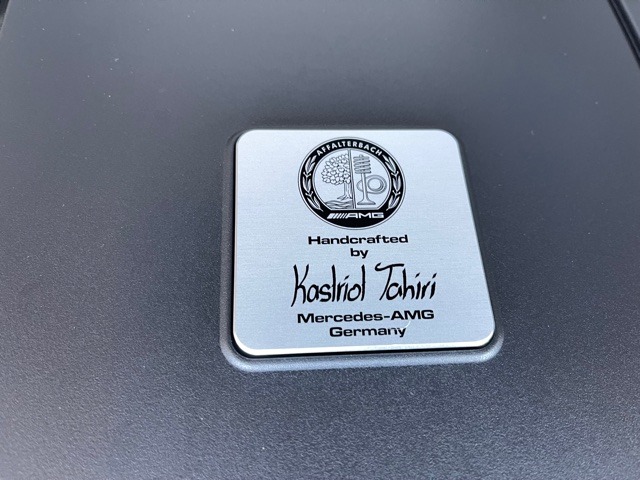 AFFALTERBACH
AMG
Handcrafted
by
Kastriot Tahiri
Mercedes-AMG
Germany